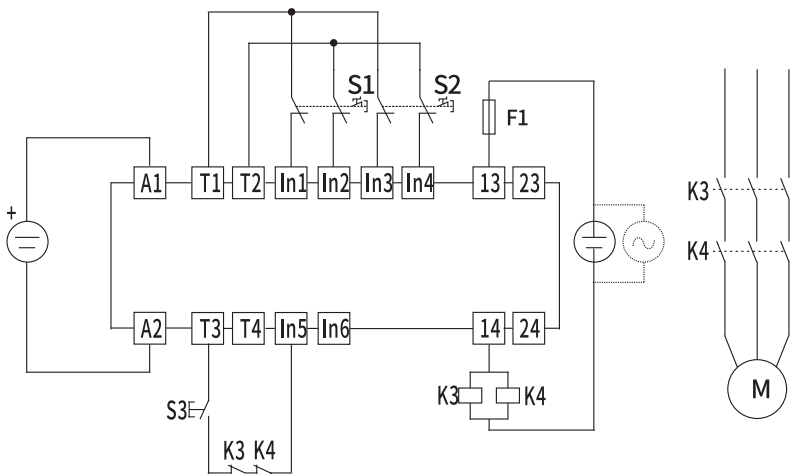 S1
S2
F1
A1
T1
T2
In1
In2
In3
In4
13
23
K3
+
K4
A2
T3
T4
In5
In6
14
24
K3
K4
M
S3
K3
K4